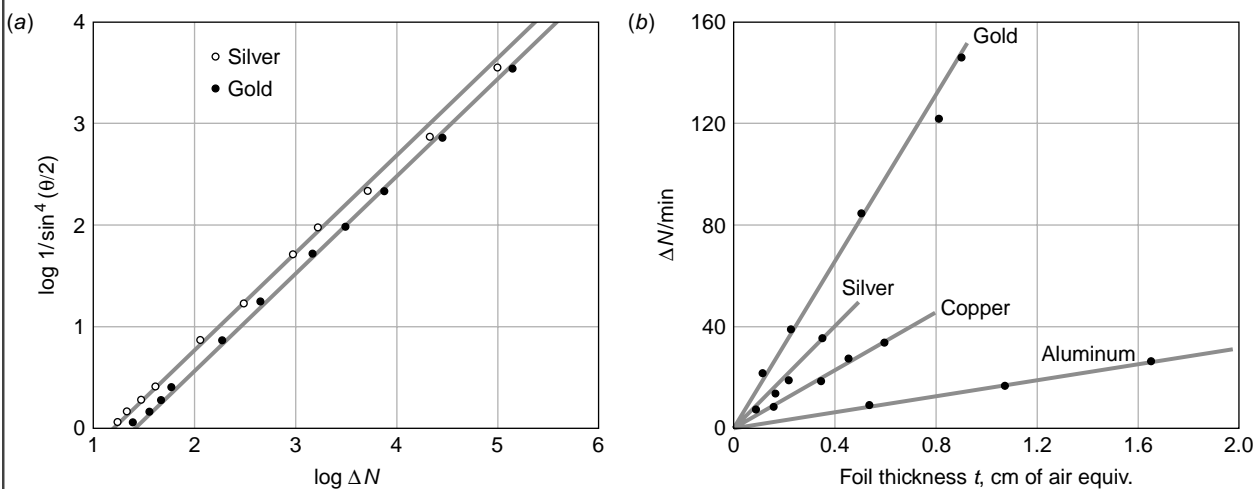 (a)
4
3
2
1
0
log 1/sin⁴ (θ/2)
Silver
Gold
1 2 3 4 5 6
log ΔN
(b)
160
120
80
40
0
ΔN/min
Gold
Silver
Copper
Aluminum
0 0.4 0.8 1.2 1.6 2.0
Foil thickness t, cm of air equiv.